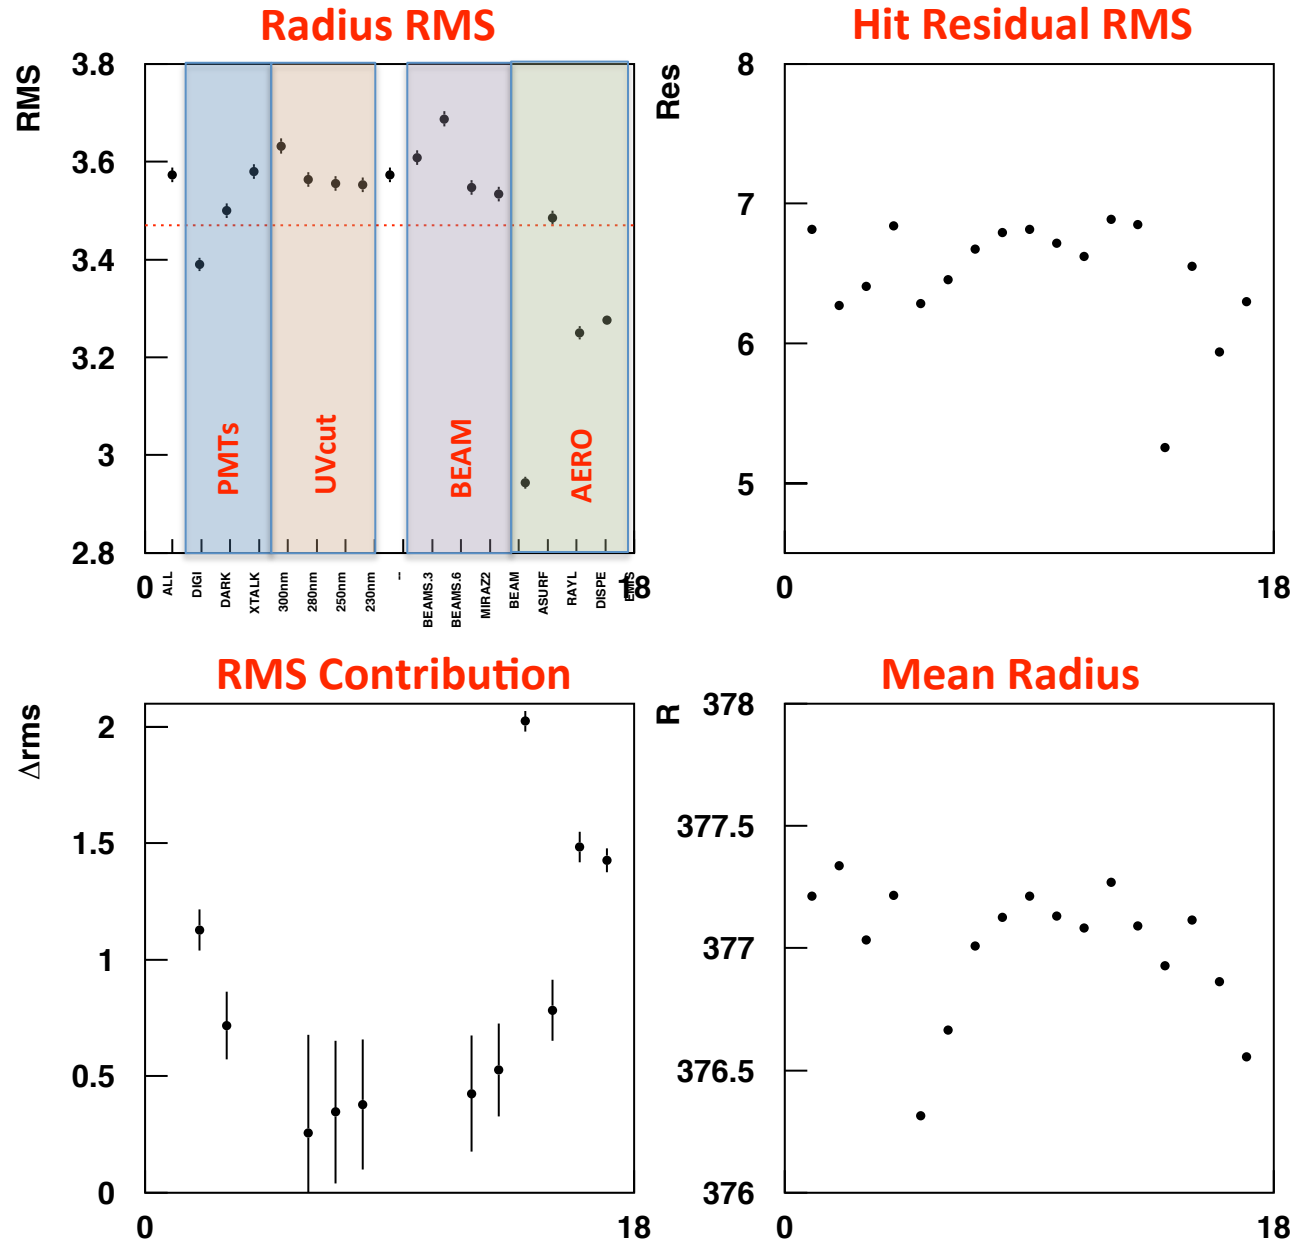 Radius RMS
RMS
3.8
3.6
3.4
3.2
3
2.8
PMTs
UVcut
BEAM
AERO
0
18
ALL
DIGI
DARK
XTALK
300nm
280nm
250nm
230nm
--
BEAMS.3
BEAMS.6
MIRAZ2
BEAM
ASURF
RAYL
DISPE
EMIS
Hit Residual RMS
Res
8
7
6
5
0
18
RMS Contribution
Δrms
2
1.5
1
0.5
0
0
18
Mean Radius
R
378
377.5
377
376.5
376
0
18